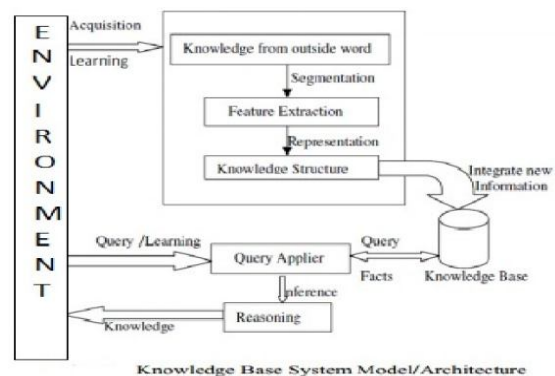 ENVIRONMENT
Acquisition
Learning
Knowledge from outside word
Segmentation
Feature Extraction
Representation
Knowledge Structure
Integrate new
Information
Query /Learning
Query Applier
Query
Facts
Knowledge Base
Inference
Reasoning
Knowledge
Knowledge Base System Model/Architecture